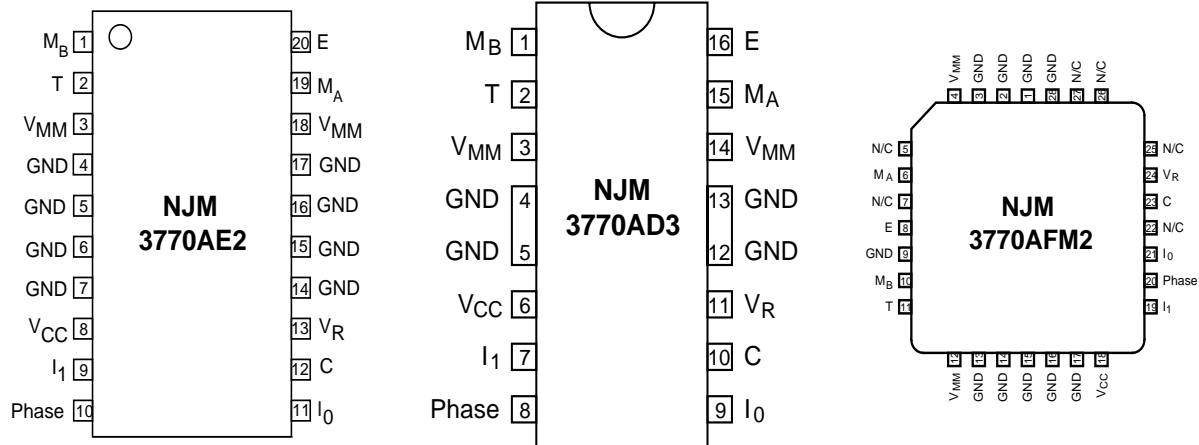 M_B 1 20 E
T 2 19 M_A
V_MM 3 18 V_MM
GND 4 17 GND
GND 5 16 GND
GND 6 15 GND
GND 7 14 GND
V_CC 8 13 V_R
I_1 9 12 C
Phase 10 11 I_0
NJM
3770AE2
M_B 1 16 E
T 2 15 M_A
V_MM 3 14 V_MM
GND 4 13 GND
GND 5 12 GND
V_CC 6 11 V_R
I_1 7 10 C
Phase 8 9 I_0
NJM
3770AD3
V_MM GND GND GND GND N/C N/C
4 3 2 1 28 27 26
N/C 5 25 N/C
M_A 6 24 V_R
N/C 7 23 C
E 8 22 N/C
GND 9 21 I_0
M_B 10 20 Phase
T 11 19 I_1
NJM
3770AFM2
12 13 14 15 16 17 18
V_MM GND GND GND GND GND V_CC